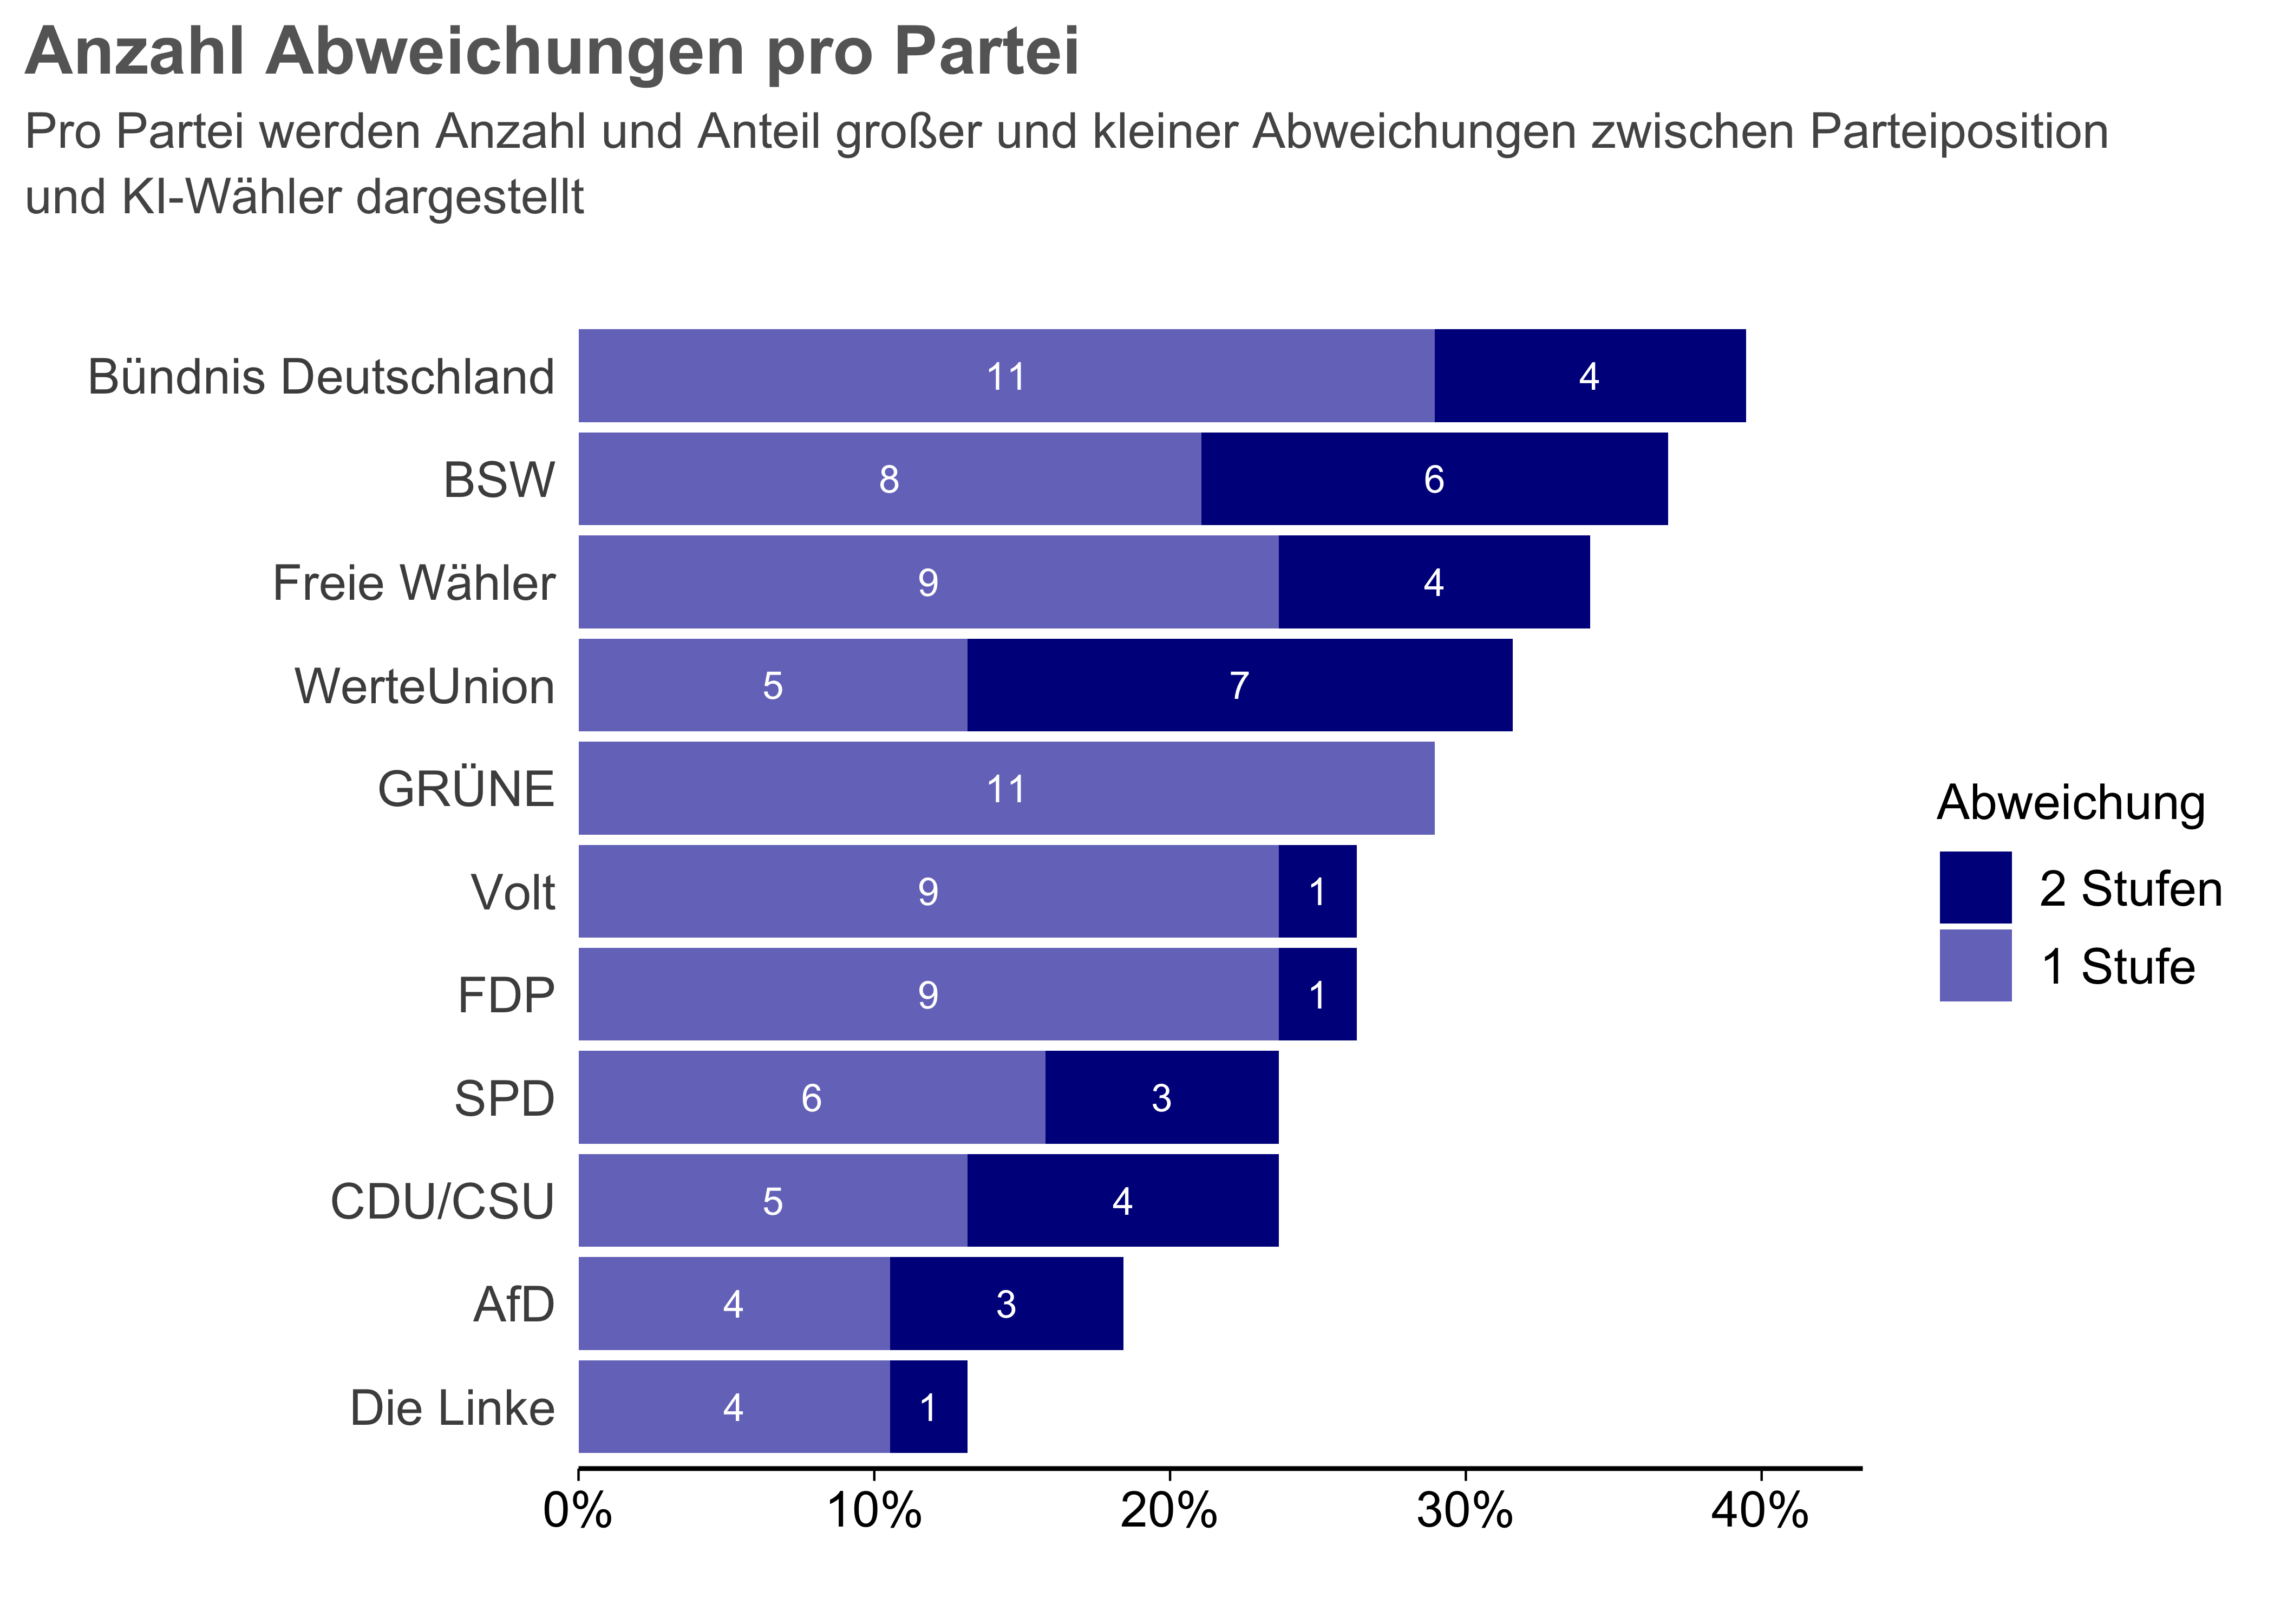 Anzahl Abweichungen pro Partei
Pro Partei werden Anzahl und Anteil großer und kleiner Abweichungen zwischen Parteiposition
und KI-Wähler dargestellt
Bündnis Deutschland 11 4
BSW 8 6
Freie Wähler 9 4
WerteUnion 5 7
GRÜNE 11
Volt 9 1
FDP 9 1
SPD 6 3
CDU/CSU 5 4
AfD 4 3
Die Linke 4 1
0% 10% 20% 30% 40%
Abweichung
2 Stufen
1 Stufe